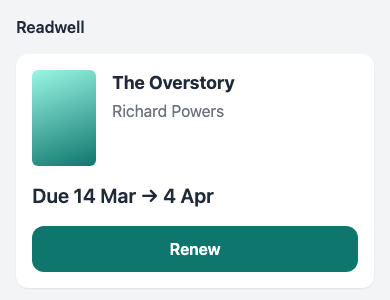 Readwell
The Overstory
Richard Powers
Due 14 Mar → 4 Apr
Renew